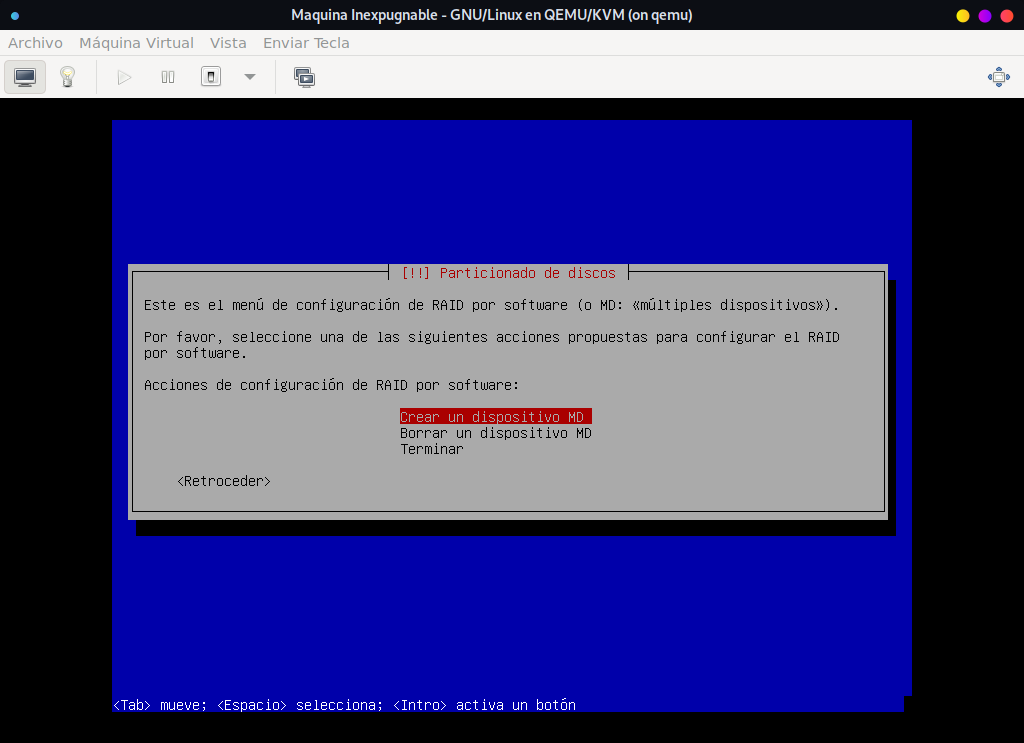 Maquina Inexpugnable - GNU/Linux en QEMU/KVM (on qemu)
Archivo Máquina Virtual Vista Enviar Tecla
[!!] Particionado de discos
Este es el menú de configuración de RAID por software (o MD: «múltiples dispositivos»).
Por favor, seleccione una de las siguientes acciones propuestas para configurar el RAID
por software.
Acciones de configuración de RAID por software:
Crear un dispositivo MD
Borrar un dispositivo MD
Terminar
<Retroceder>
<Tab> mueve; <Espacio> selecciona; <Intro> activa un botón